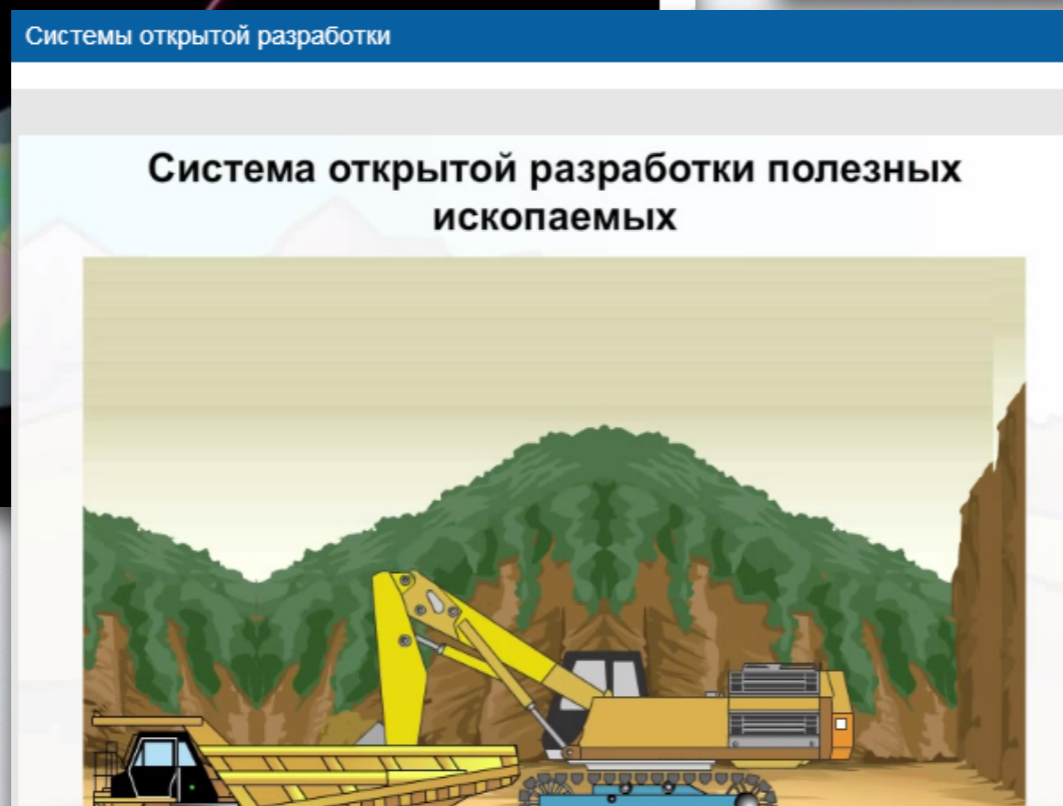 Системы открытой разработки
Система открытой разработки полезных
ископаемых